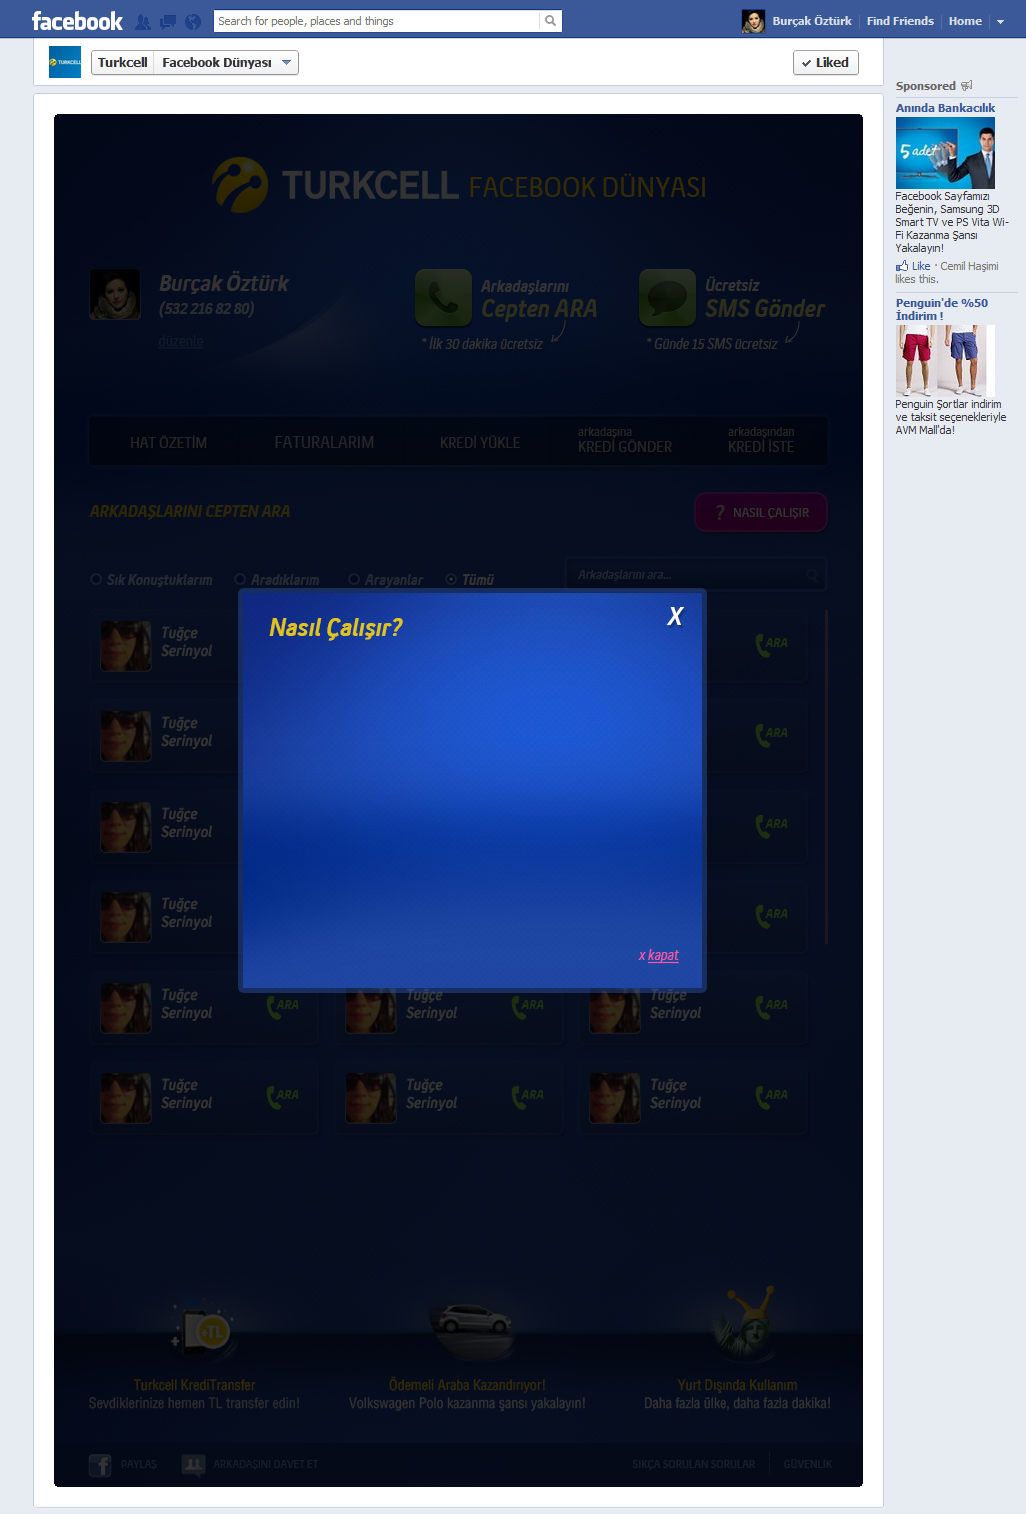 facebook
Search for people, places and things
Burçak Öztürk
Find Friends
Home
Turkcell
Facebook Dünyası
Liked
TURKCELL FACEBOOK DÜNYASI
Burçak Öztürk
(532 216 82 80)
düzenle
Arkadaşlarını
Cepten ARA
* İlk 30 dakika ücretsiz
Ücretsiz
SMS Gönder
* Günde 15 SMS ücretsiz
HAT ÖZETİM
FATURALARIM
KREDİ YÜKLE
arkadaşına
KREDİ GÖNDER
arkadaşından
KREDİ İSTE
ARKADAŞLARINI CEPTEN ARA
? NASIL ÇALIŞIR
Sık Konuştuklarım
Aradıklarım
Arayanlar
Tümü
Arkadaşlarını ara...
Nasıl Çalışır?
X
x kapat
Tuğçe
Serinyol
ARA
Tuğçe
Serinyol
ARA
Tuğçe
Serinyol
ARA
Tuğçe
Serinyol
ARA
Tuğçe
Serinyol
ARA
Tuğçe
Serinyol
ARA
Tuğçe
Serinyol
ARA
Tuğçe
Serinyol
ARA
Tuğçe
Serinyol
ARA
Tuğçe
Serinyol
ARA
+TL
Turkcell KrediTransfer
Sevdiklerinize hemen TL transfer edin!
Ödemeli Araba Kazandırıyor!
Volkswagen Polo kazanma şansı yakalayın!
Yurt Dışında Kullanım
Daha fazla ülke, daha fazla dakika!
PAYLAŞ
ARKADAŞINI DAVET ET
SIKÇA SORULAN SORULAR
GÜVENLİK
Sponsored
Anında Bankacılık
5 adet
Facebook Sayfamızı
Beğenin, Samsung 3D
Smart TV ve PS Vita Wi-
Fi Kazanma Şansı
Yakalayın!
Like · Cemil Haşimi
likes this.
Penguin'de %50
İndirim !
Penguin Şortlar indirim
ve taksit seçenekleriyle
AVM Mall'da!